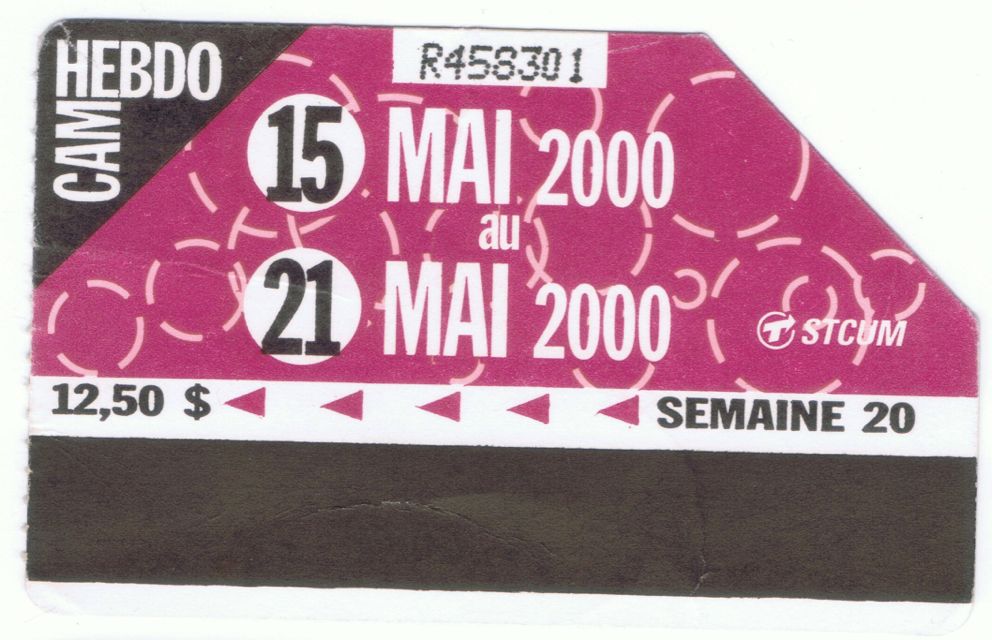 CAM HEBDO
R458301
15 MAI 2000
au
21 MAI 2000
STCUM
12,50 $
SEMAINE 20